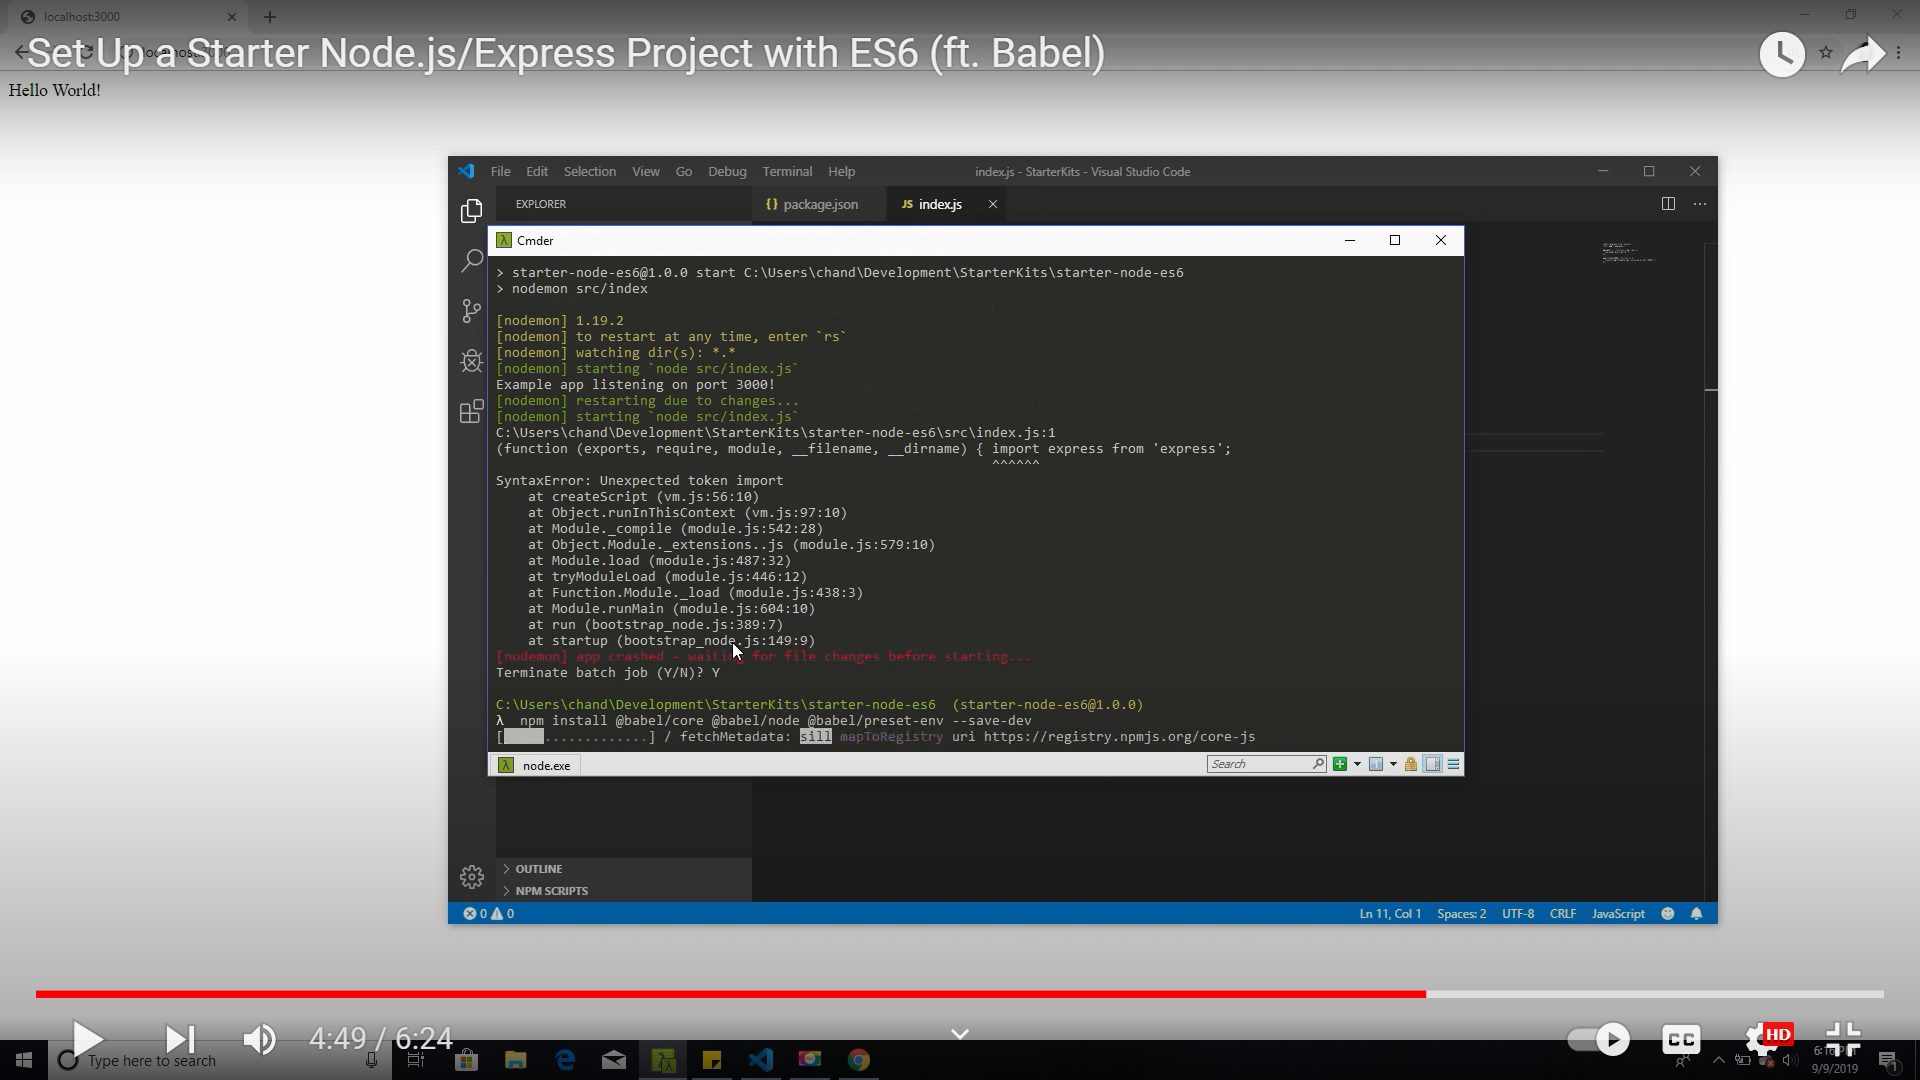 localhost:3000
Set Up a Starter Node.js/Express Project with ES6 (ft. Babel)
Hello World!
File Edit Selection View Go Debug Terminal Help index.js - StarterKits - Visual Studio Code
EXPLORER {} package.json JS index.js
Cmder
> starter-node-es6@1.0.0 start C:\Users\chand\Development\StarterKits\starter-node-es6
> nodemon src/index
[nodemon] 1.19.2
[nodemon] to restart at any time, enter `rs`
[nodemon] watching dir(s): *.*
[nodemon] starting `node src/index.js`
Example app listening on port 3000!
[nodemon] restarting due to changes...
[nodemon] starting `node src/index.js`
C:\Users\chand\Development\StarterKits\starter-node-es6\src\index.js:1
(function (exports, require, module, __filename, __dirname) { import express from 'express';
^^^^^^
SyntaxError: Unexpected token import
at createScript (vm.js:56:10)
at Object.runInThisContext (vm.js:97:10)
at Module._compile (module.js:542:28)
at Object.Module._extensions..js (module.js:579:10)
at Module.load (module.js:487:32)
at tryModuleLoad (module.js:446:12)
at Function.Module._load (module.js:438:3)
at Module.runMain (module.js:604:10)
at run (bootstrap_node.js:389:7)
at startup (bootstrap_node.js:149:9)
[nodemon] app crashed - waiting for file changes before starting...
Terminate batch job (Y/N)? Y
C:\Users\chand\Development\StarterKits\starter-node-es6 (starter-node-es6@1.0.0)
λ npm install @babel/core @babel/node @babel/preset-env --save-dev
[ .............] / fetchMetadata: sill mapToRegistry uri https://registry.npmjs.org/core-js
λ node.exe Search
OUTLINE
NPM SCRIPTS
0 0 Ln 11, Col 1 Spaces: 2 UTF-8 CRLF JavaScript
4:49 / 6:24 CC HD
Type here to search
9/9/2019